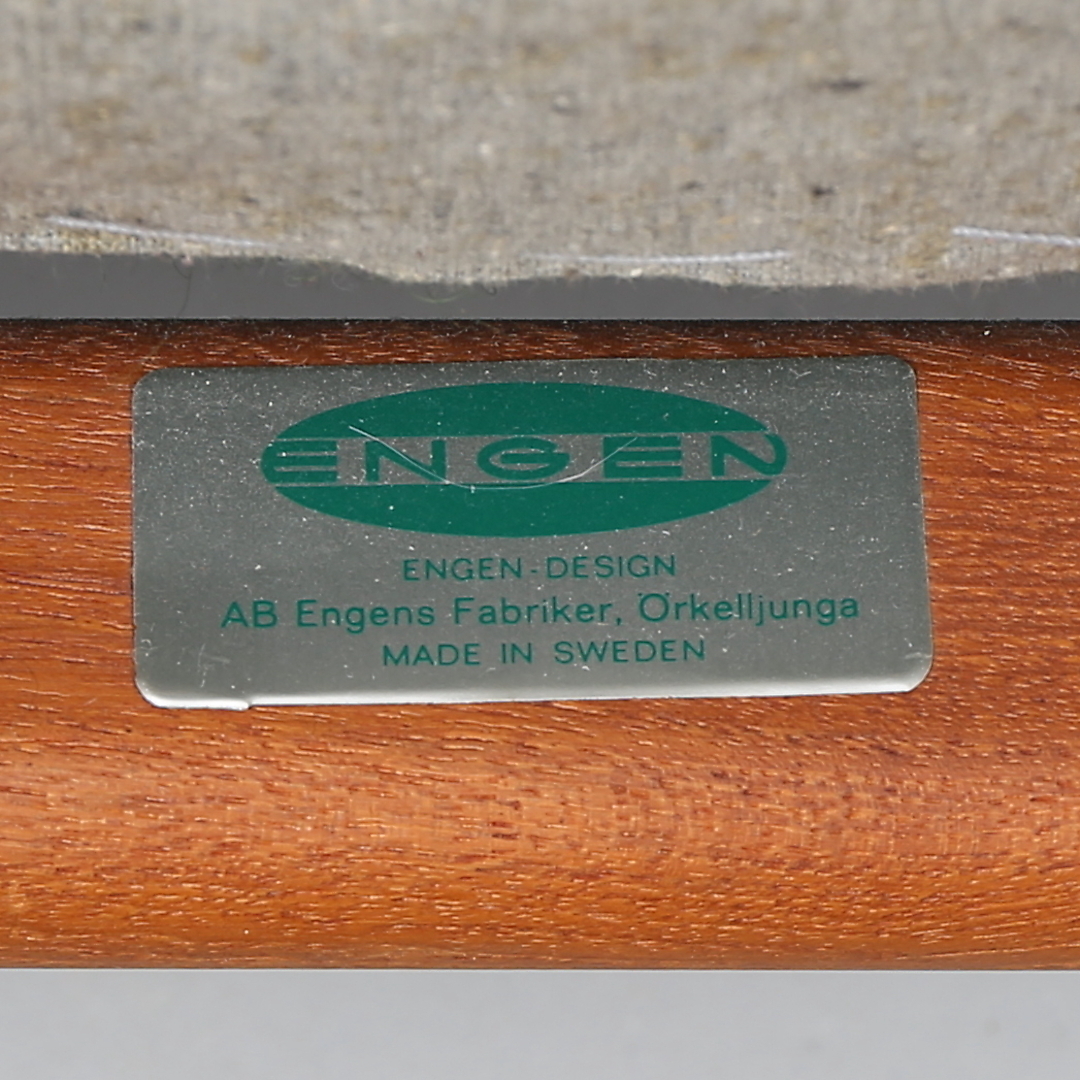 ENGEN
ENGEN-DESIGN
AB Engens Fabriker, Örkelljunga
MADE IN SWEDEN